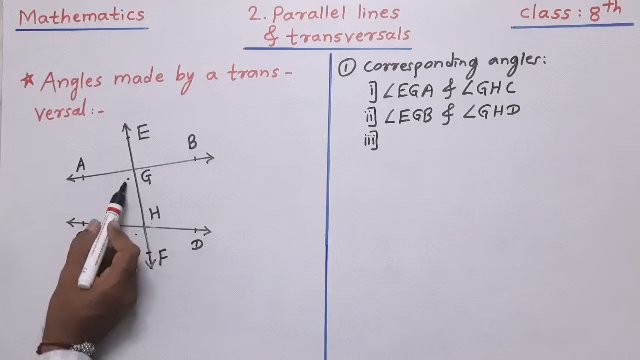 Mathematics
2. Parallel lines
& transversals
class: 8th
* Angles made by a trans-
versal:-
E
B
A
G
H
D
F
① corresponding angles:
i] ∠EGA & ∠GHC
ii] ∠EGB & ∠GHD
iii]